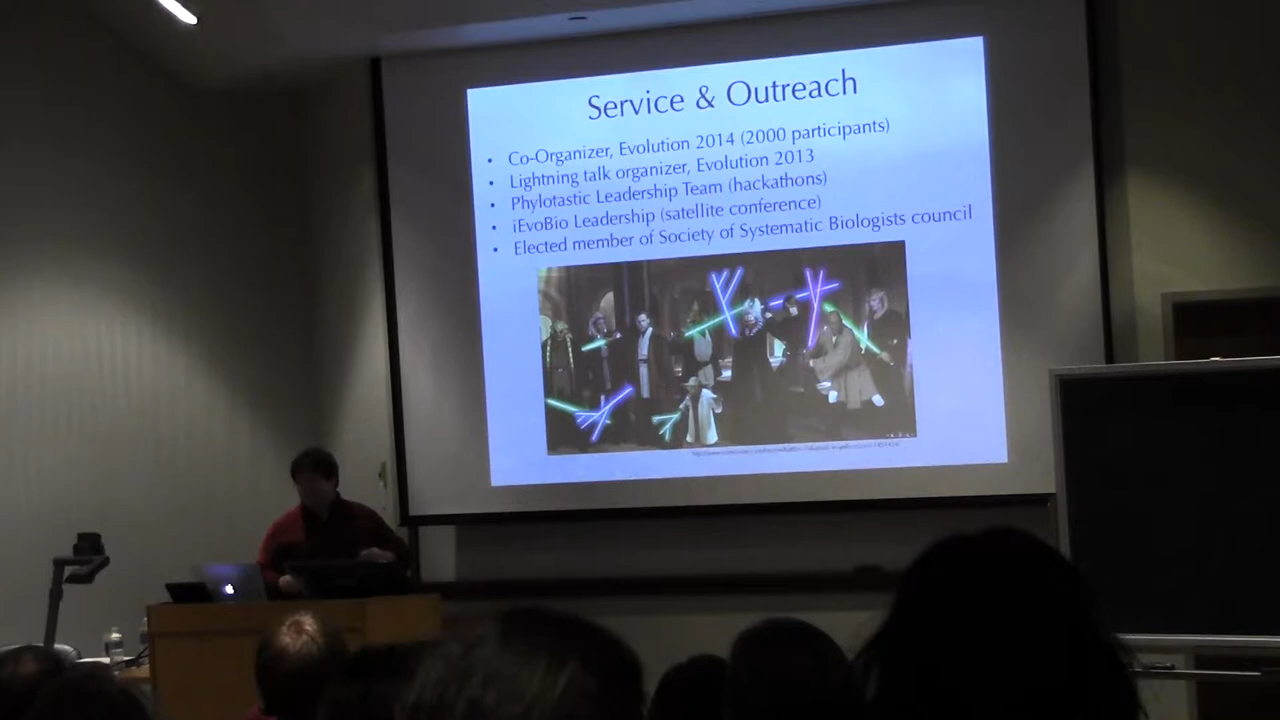 Service & Outreach
• Co-Organizer, Evolution 2014 (2000 participants)
• Lightning talk organizer, Evolution 2013
• Phylotastic Leadership Team (hackathons)
• iEvoBio Leadership (satellite conference)
• Elected member of Society of Systematic Biologists council